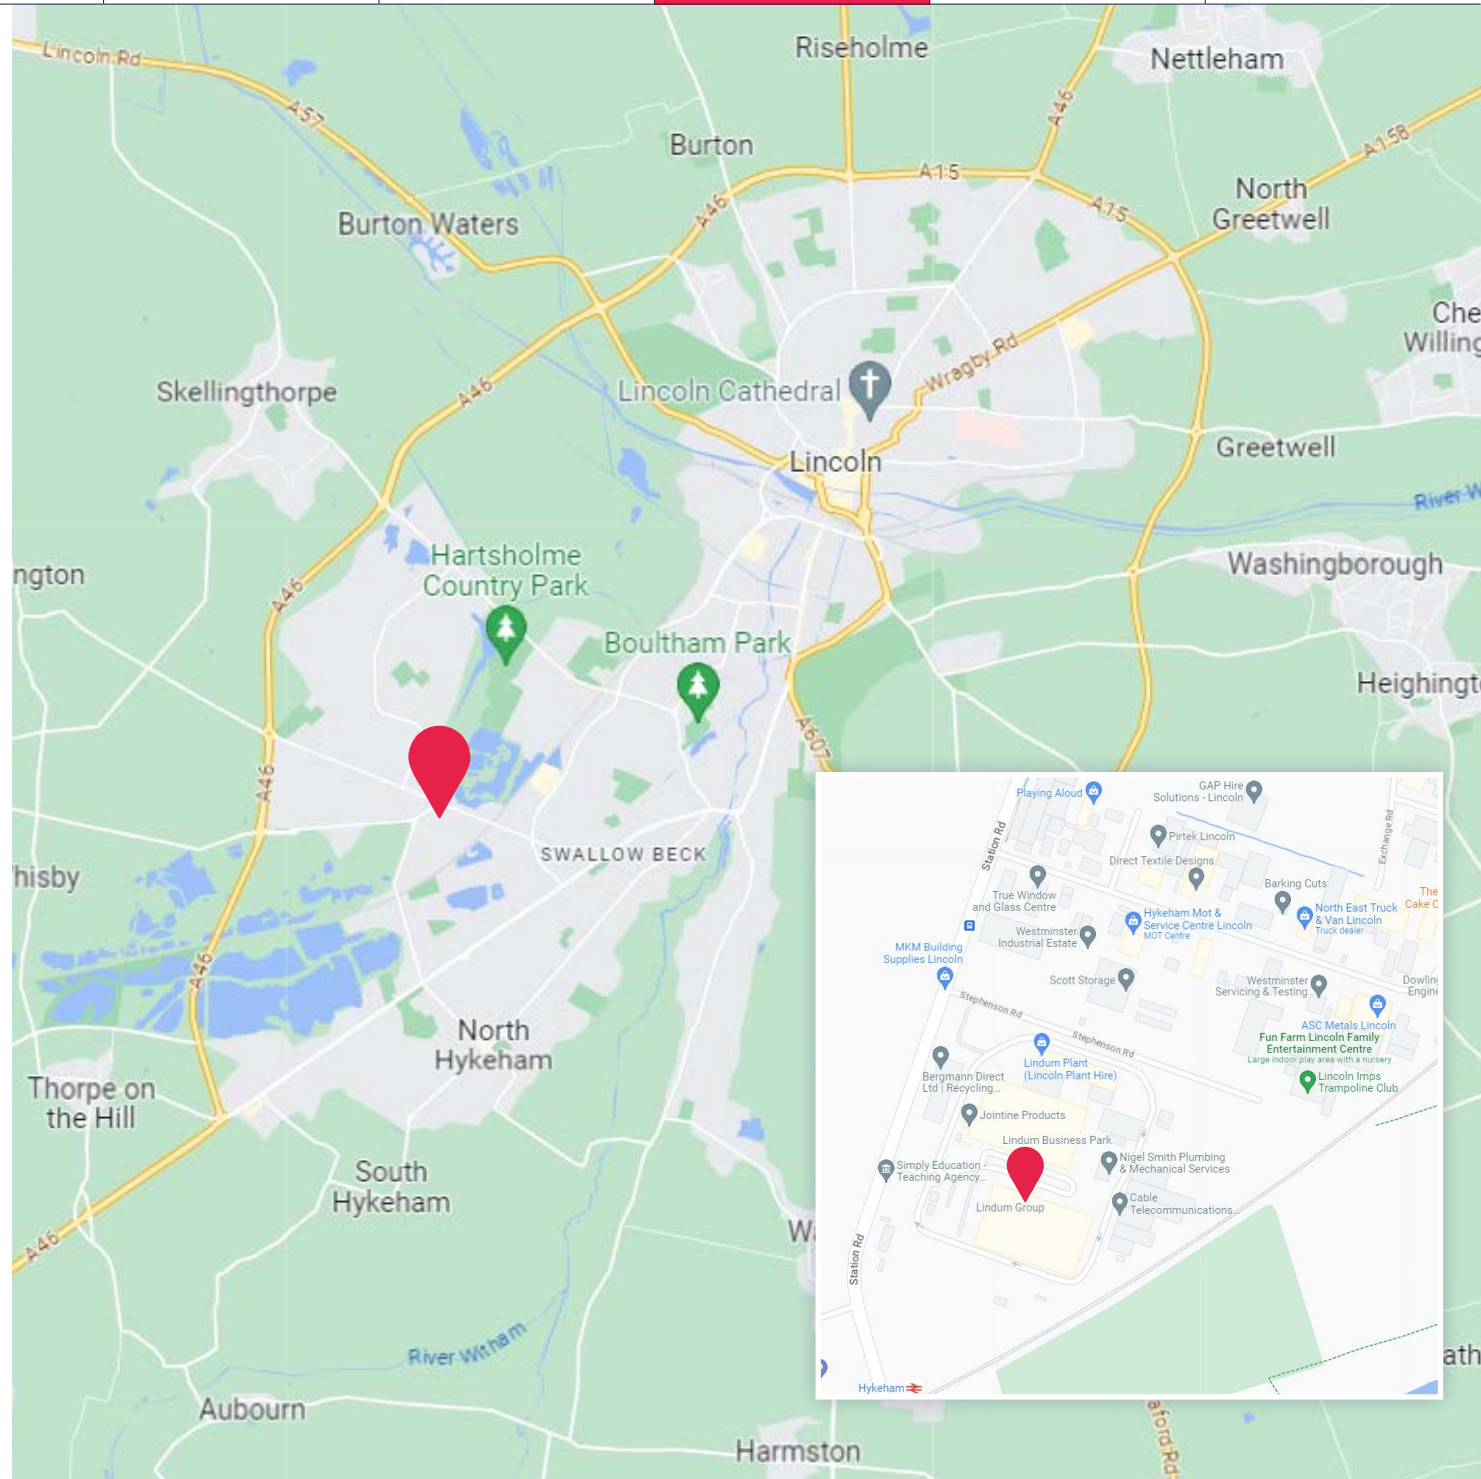 Lincoln Rd
A57
Riseholme
Nettleham
A46
A158
Burton
A15
North
Greetwell
A46
A15
Burton Waters
Skellingthorpe
A46
Lincoln Cathedral
Wragby Rd
Lincoln
Greetwell
Hartsholme
Country Park
Washingborough
ngton
A46
Boultham Park
A607
A46
SWALLOW BECK
A46
North
Hykeham
Thorpe on
the Hill
South
Hykeham
A46
River Witham
Aubourn
Harmston
Playing Aloud
GAP Hire
Solutions - Lincoln
Station Rd
Pirtek Lincoln
Exchange Rd
Direct Textile Designs
True Window
and Glass Centre
Barking Cuts
The
Cake C
Hykeham Mot &
Service Centre Lincoln
MOT Centre
North East Truck
& Van Lincoln
Truck dealer
Westminster
Industrial Estate
MKM Building
Supplies Lincoln
Scott Storage
Westminster
Servicing & Testing
Dowlin
Engine
Stephenson Rd
ASC Metals Lincoln
Stephenson Rd
Fun Farm Lincoln Family
Entertainment Centre
Large indoor play area with a nursery
Lindum Plant
(Lincoln Plant Hire)
Bergmann Direct
Ltd | Recycling...
Lincoln Imps
Trampoline Club
Jointine Products
Lindum Business Park
Simply Education -
Teaching Agency...
Nigel Smith Plumbing
& Mechanical Services
Lindum Group
Cable
Telecommunications...
Station Rd
Hykeham
Che
Willing
River W
Heighingt
hisby
Wa
ath
aford Rd